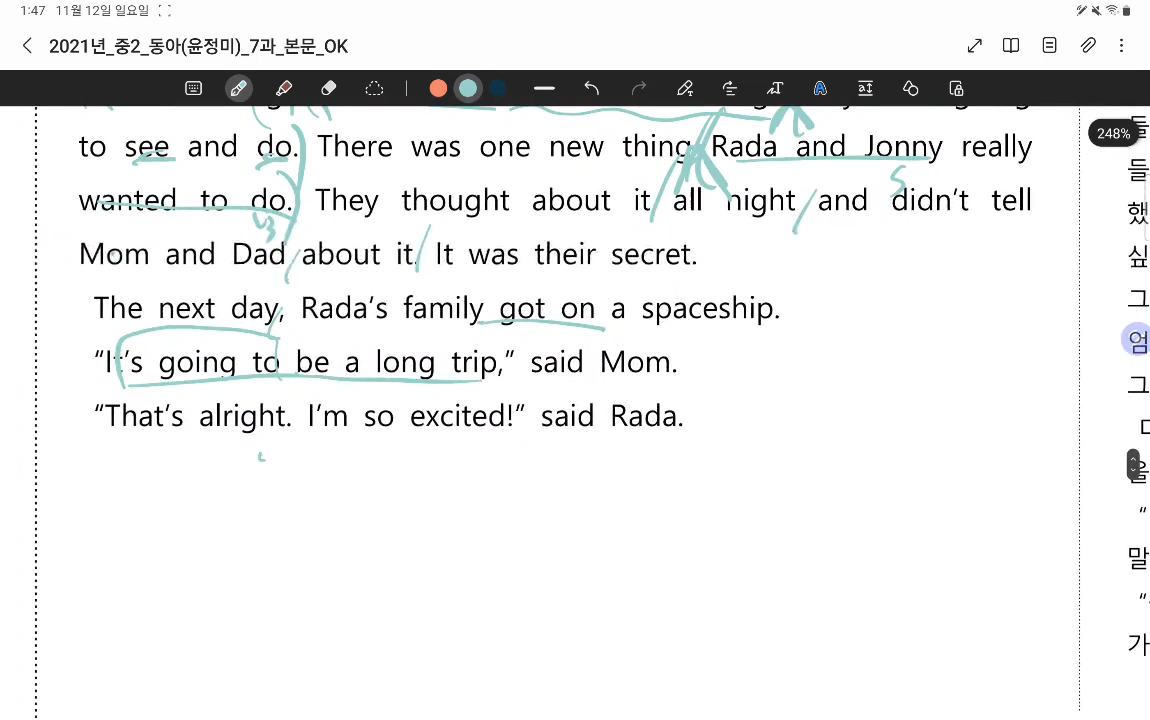 1:47 11월 12일 일요일
2021년_중2_동아(윤정미)_7과_본문_OK
248%
to see and do. There was one new thing Rada and Jonny really
wanted to do. They thought about it all night and didn't tell
Mom and Dad about it. It was their secret.
The next day, Rada's family got on a spaceship.
"It's going to be a long trip," said Mom.
"That's alright. I'm so excited!" said Rada.
들
했
싶
그
엄
그
을
"
말
"
가